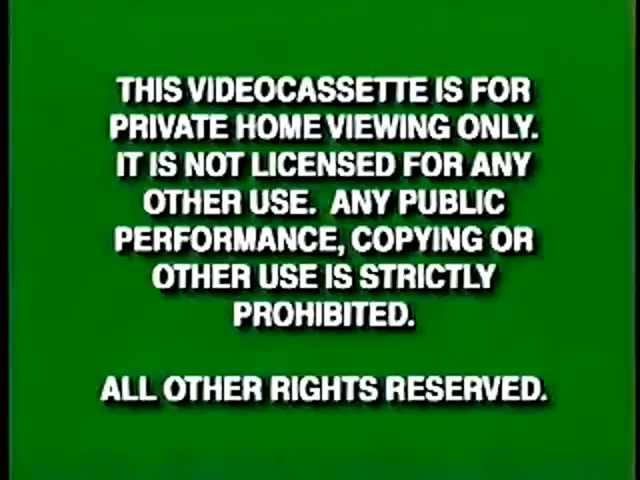 THIS VIDEOCASSETTE IS FOR
PRIVATE HOME VIEWING ONLY.
IT IS NOT LICENSED FOR ANY
OTHER USE.  ANY PUBLIC
PERFORMANCE, COPYING OR
OTHER USE IS STRICTLY
PROHIBITED.
ALL OTHER RIGHTS RESERVED.